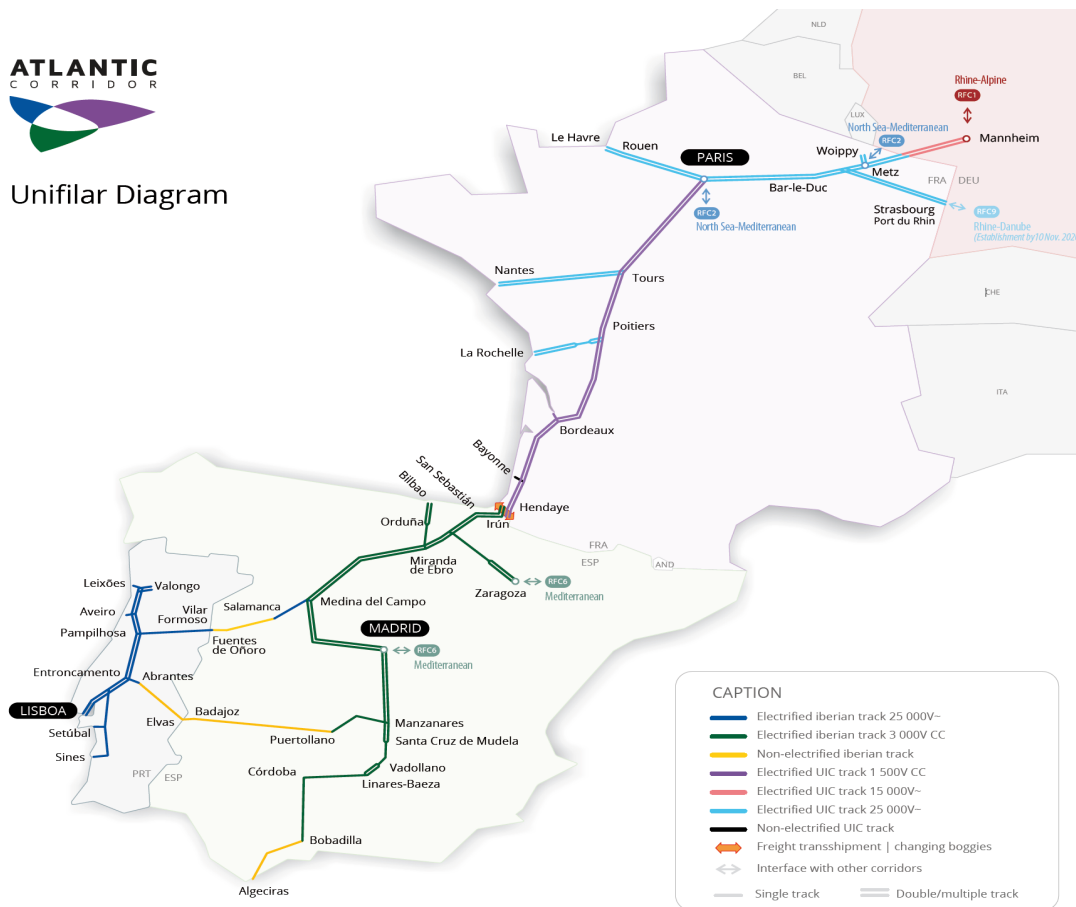 ATLANTIC
CORRIDOR
Unifilar Diagram
NLD
BEL
LUX
Rhine-Alpine
RFC1
North Sea-Mediterranean
RFC2
Mannheim
Le Havre
Rouen
PARIS
Woippy
Metz
Bar-le-Duc
FRA
DEU
Strasbourg
Port du Rhin
RFC9
Rhine-Danube
(Establishment by10 Nov. 2020
RFC2
North Sea-Mediterranean
Nantes
Tours
CHE
Poitiers
La Rochelle
ITA
Bordeaux
Bayonne
San Sebastián
Bilbao
Hendaye
Orduña
Irún
FRA
ESP
AND
Miranda
de Ebro
Zaragoza
RFC6
Mediterranean
Leixões
Valongo
Aveiro
Vilar
Formoso
Salamanca
Medina del Campo
Pampilhosa
Fuentes
de Oñoro
MADRID
RFC6
Mediterranean
Entroncamento
Abrantes
LISBOA
Elvas
Badajoz
Setúbal
Puertollano
Manzanares
Santa Cruz de Mudela
Sines
PRT
ESP
Córdoba
Vadollano
Linares-Baeza
Bobadilla
Algeciras
CAPTION
Electrified iberian track 25 000V~
Electrified iberian track 3 000V CC
Non-electrified iberian track
Electrified UIC track 1 500V CC
Electrified UIC track 15 000V~
Electrified UIC track 25 000V~
Non-electrified UIC track
Freight transshipment | changing boggies
Interface with other corridors
Single track
Double/multiple track